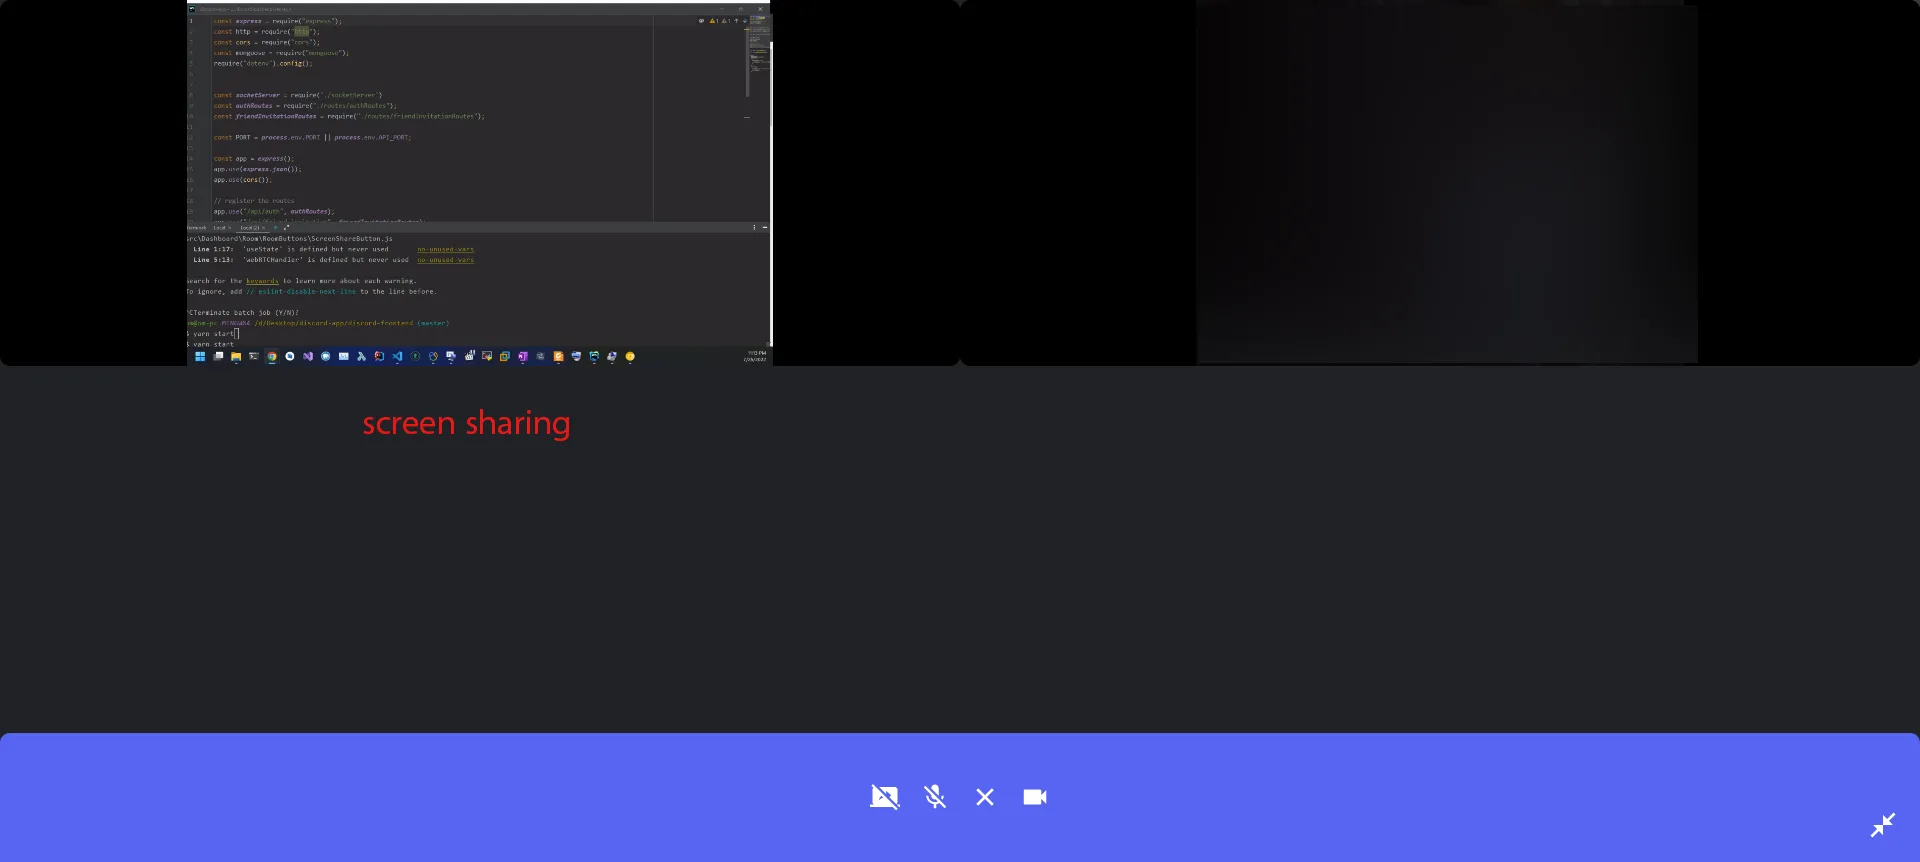 const express = require("express");
const http = require("http");
const cors = require("cors");
const mongoose = require("mongoose");
require("dotenv").config();
const socketServer = require("./socketServer")
const authRoutes = require("./routes/authRoutes");
const friendInvitationRoutes = require("./routes/friendInvitationRoutes");
const PORT = process.env.PORT || process.env.API_PORT;
const app = express();
app.use(express.json());
app.use(cors());
// register the routes
app.use("/api/auth", authRoutes);
Local × Local (2) ×
src\Dashboard\Room\RoomButtons\ScreenShareButton.js
Line 1:17: 'useState' is defined but never used no-unused-vars
Line 5:13: 'webRTCHandler' is defined but never used no-unused-vars
search for the keywords to learn more about each warning.
To ignore, add // eslint-disable-next-line to the line before.
^CTerminate batch job (Y/N)?
MINGW64 /d/Desktop/discord-app/discord-frontend (master)
$ yarn start
$ yarn start
screen sharing